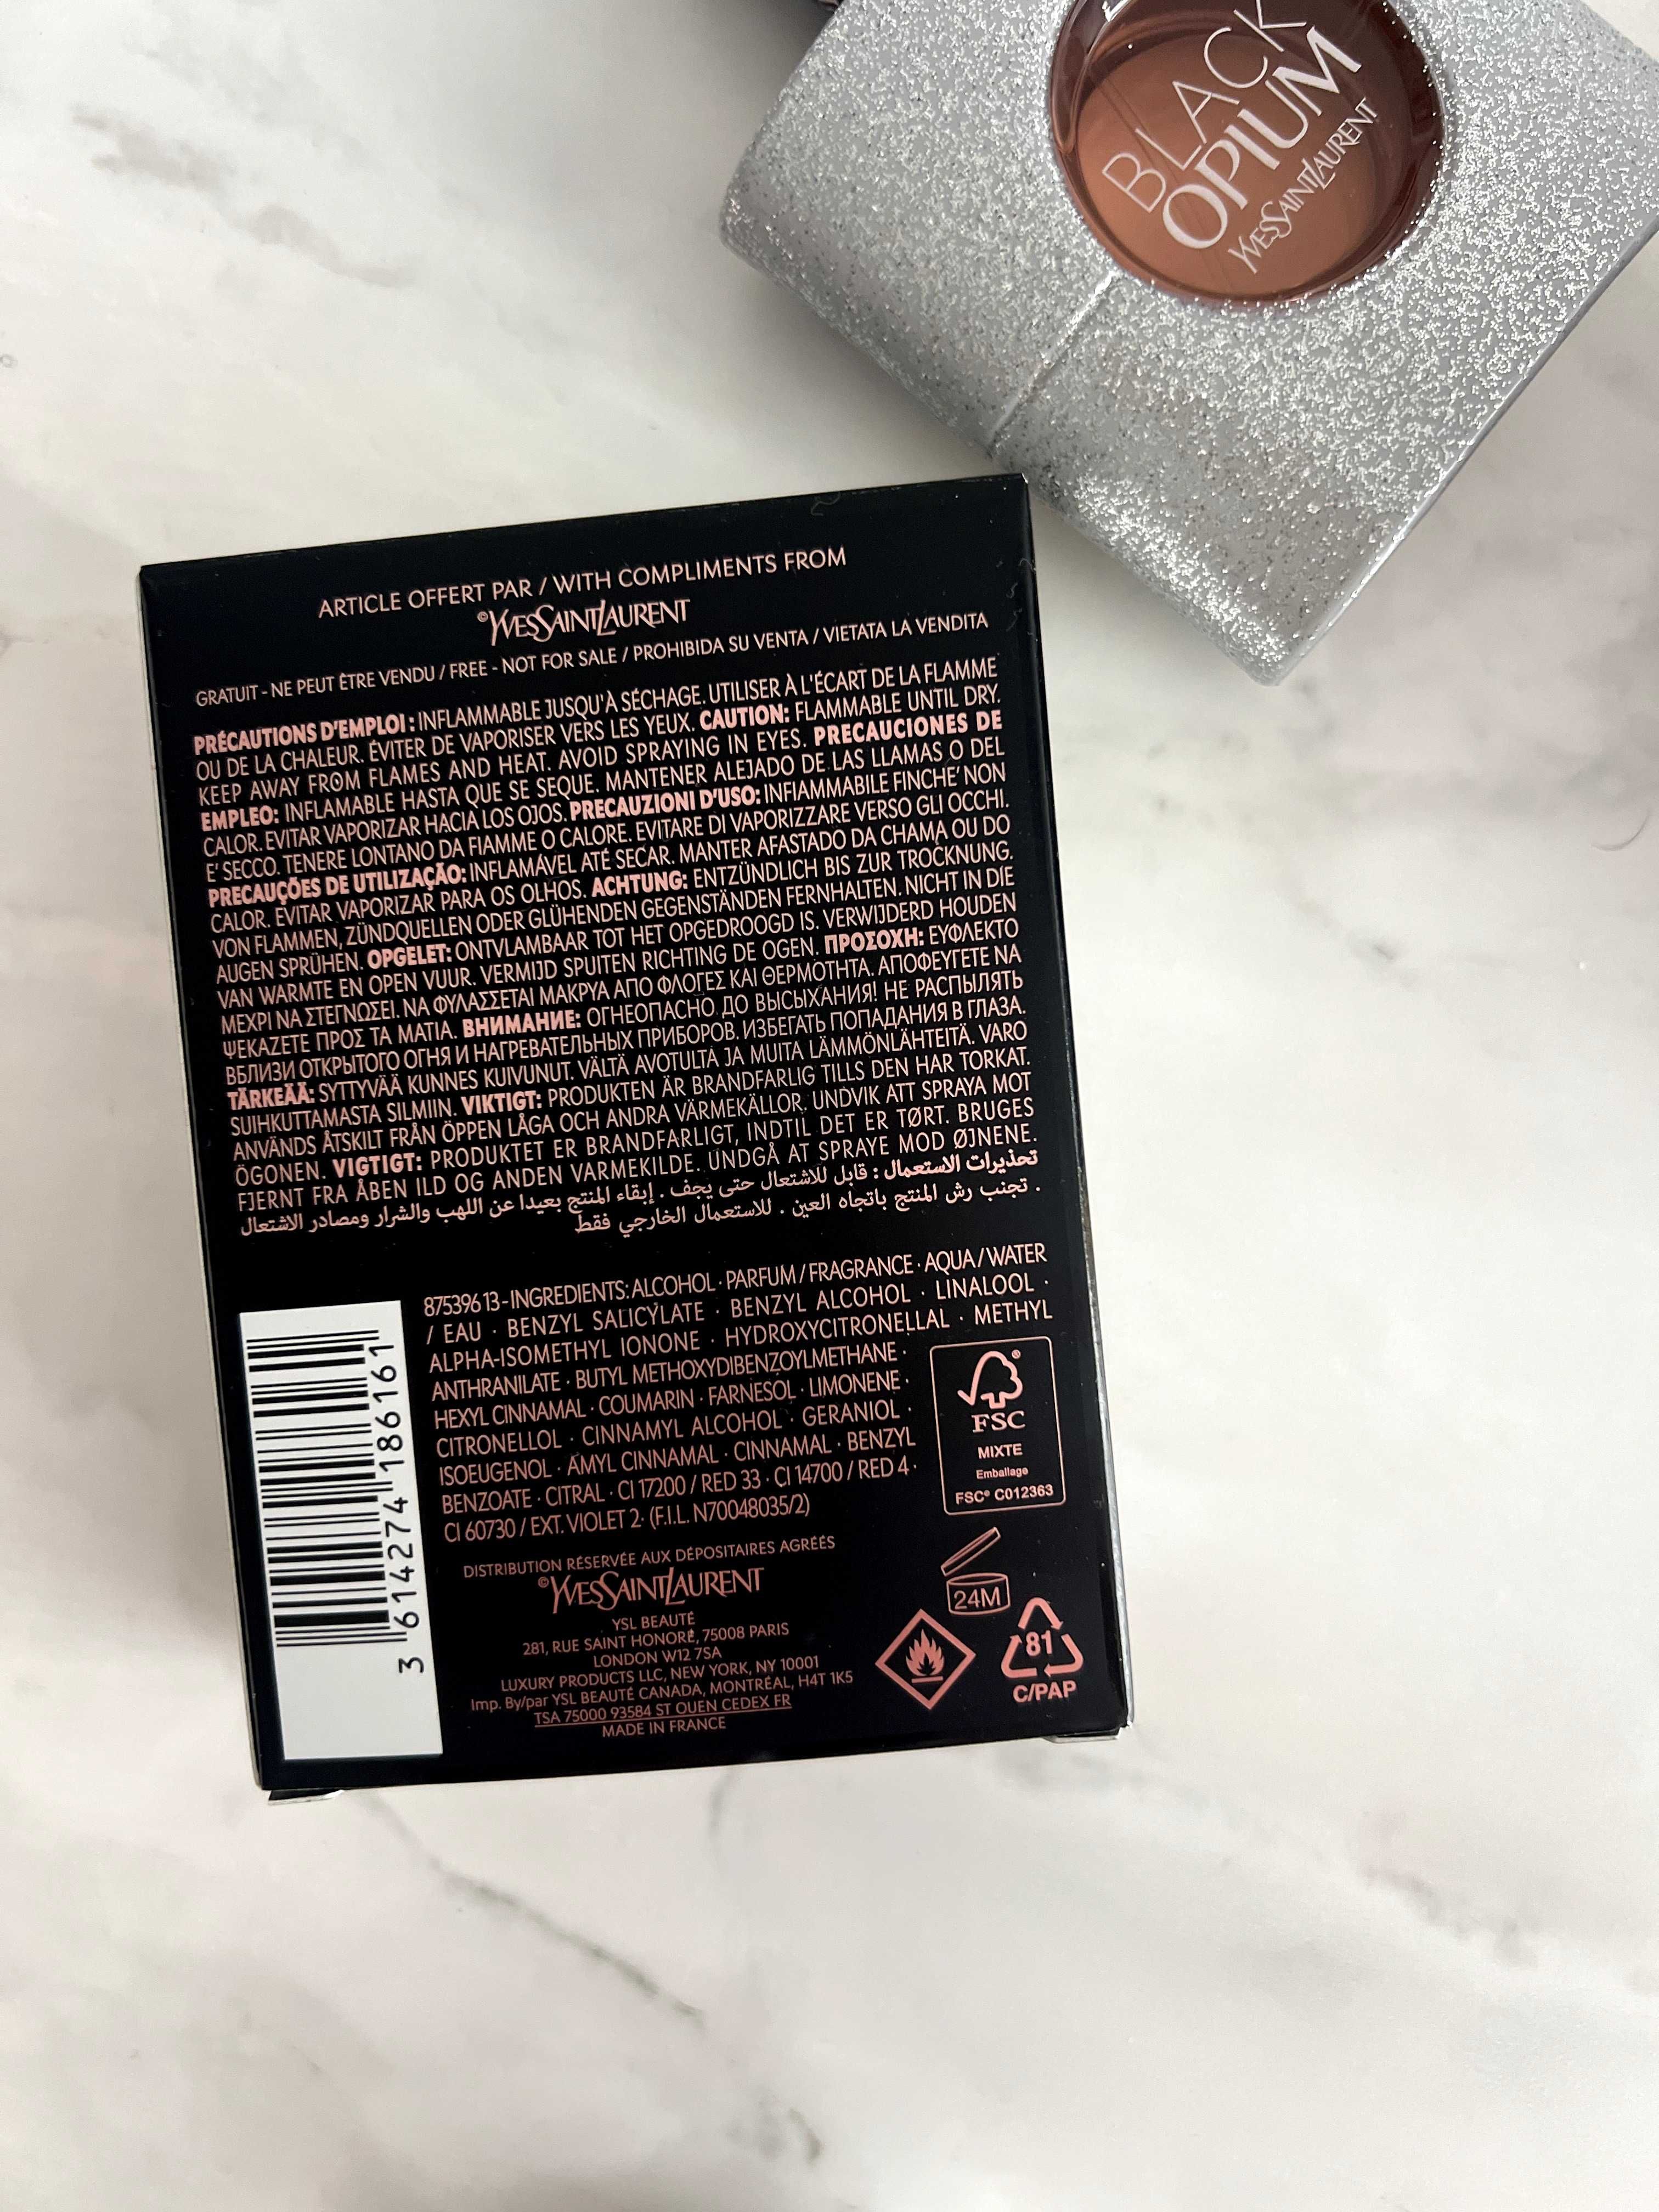 BLACK
OPIUM
YVESSAINTLAURENT
ARTICLE OFFERT PAR / WITH COMPLIMENTS FROM
©YVESSAINTLAURENT
GRATUIT - NE PEUT ÊTRE VENDU / FREE - NOT FOR SALE / PROHIBIDA SU VENTA / VIETATA LA VENDITA
PRÉCAUTIONS D'EMPLOI : INFLAMMABLE JUSQU'À SÉCHAGE. UTILISER À L'ÉCART DE LA FLAMME
OU DE LA CHALEUR. ÉVITER DE VAPORISER VERS LES YEUX. CAUTION: FLAMMABLE UNTIL DRY.
KEEP AWAY FROM FLAMES AND HEAT. AVOID SPRAYING IN EYES. PRECAUCIONES DE
EMPLEO: INFLAMABLE HASTA QUE SE SEQUE. MANTENER ALEJADO DE LAS LLAMAS O DEL
CALOR. EVITAR VAPORIZAR HACIA LOS OJOS. PRECAUZIONI D'USO: INFIAMMABILE FINCHE' NON
E' SECCO. TENERE LONTANO DA FIAMME O CALORE. EVITARE DI VAPORIZZARE VERSO GLI OCCHI.
PRECAUÇÕES DE UTILIZAÇÃO: INFLAMÁVEL ATÉ SECAR. MANTER AFASTADO DA CHAMA OU DO
CALOR. EVITAR VAPORIZAR PARA OS OLHOS. ACHTUNG: ENTZÜNDLICH BIS ZUR TROCKNUNG.
VON FLAMMEN, ZÜNDQUELLEN ODER GLÜHENDEN GEGENSTÄNDEN FERNHALTEN. NICHT IN DIE
AUGEN SPRÜHEN. OPGELET: ONTVLAMBAAR TOT HET OPGEDROOGD IS. VERWIJDERD HOUDEN
VAN WARMTE EN OPEN VUUR. VERMIJD SPUITEN RICHTING DE OGEN. ΠΡΟΣΟΧΗ: ΕΥΦΛΕΚΤΟ
ΜΕΧΡΙ ΝΑ ΣΤΕΓΝΩΣΕΙ. ΝΑ ΦΥΛΑΣΣΕΤΑΙ ΜΑΚΡΥΑ ΑΠΟ ΦΛΟΓΕΣ ΚΑΙ ΘΕΡΜΟΤΗΤΑ. ΑΠΟΦΕΥΓΕΤΕ ΝΑ
ΨΕΚΑΖΕΤΕ ΠΡΟΣ ΤΑ ΜΑΤΙΑ. ВНИМАНИЕ: ОГНЕОПАСНО ДО ВЫСЫХАНИЯ! НЕ РАСПЫЛЯТЬ
ВБЛИЗИ ОТКРЫТОГО ОГНЯ И НАГРЕВАТЕЛЬНЫХ ПРИБОРОВ. ИЗБЕГАТЬ ПОПАДАНИЯ В ГЛАЗА.
TÄRKEÄÄ: SYTTYVÄÄ KUNNES KUIVUNUT. VÄLTÄ AVOTULTA JA MUITA LÄMMÖNLÄHTEITÄ. VARO
SUIHKUTTAMASTA SILMIIN. VIKTIGT: PRODUKTEN ÄR BRANDFARLIG TILLS DEN HAR TORKAT.
ANVÄNDS ÅTSKILT FRÅN ÖPPEN LÅGA OCH ANDRA VÄRMEKÄLLOR. UNDVIK ATT SPRAYA MOT
ÖGONEN. VIGTIGT: PRODUKTET ER BRANDFARLIGT, INDTIL DET ER TØRT. BRUGES
FJERNT FRA ÅBEN ILD OG ANDEN VARMEKILDE. UNDGÅ AT SPRAYE MOD ØJNENE.
تحذيرات الاستعمال : قابل للاشتعال حتى يجف . إبقاء المنتج بعيدا عن اللهب والشرار ومصادر الاشتعال
. تجنب رش المنتج باتجاه العين . للاستعمال الخارجي فقط
875396 13 - INGREDIENTS: ALCOHOL · PARFUM / FRAGRANCE · AQUA / WATER
/ EAU · BENZYL SALICYLATE · BENZYL ALCOHOL · LINALOOL ·
ALPHA-ISOMETHYL IONONE · HYDROXYCITRONELLAL · METHYL
ANTHRANILATE · BUTYL METHOXYDIBENZOYLMETHANE ·
HEXYL CINNAMAL · COUMARIN · FARNESOL · LIMONENE ·
CITRONELLOL · CINNAMYL ALCOHOL · GERANIOL ·
ISOEUGENOL · AMYL CINNAMAL · CINNAMAL · BENZYL
BENZOATE · CITRAL · CI 17200 / RED 33 · CI 14700 / RED 4 ·
CI 60730 / EXT. VIOLET 2· (F.I.L. N70048035/2)
FSC
MIXTE
Emballage
FSC® C012363
3 614274 186161
DISTRIBUTION RÉSERVÉE AUX DÉPOSITAIRES AGRÉÉS
©YVESSAINTLAURENT
YSL BEAUTÉ
281, RUE SAINT HONORÉ, 75008 PARIS
LONDON W12 7SA
LUXURY PRODUCTS LLC, NEW YORK, NY 10001
Imp. By/par YSL BEAUTÉ CANADA, MONTRÉAL, H4T 1K5
TSA 75000 93584 ST OUEN CEDEX FR
MADE IN FRANCE
24M
81
C/PAP